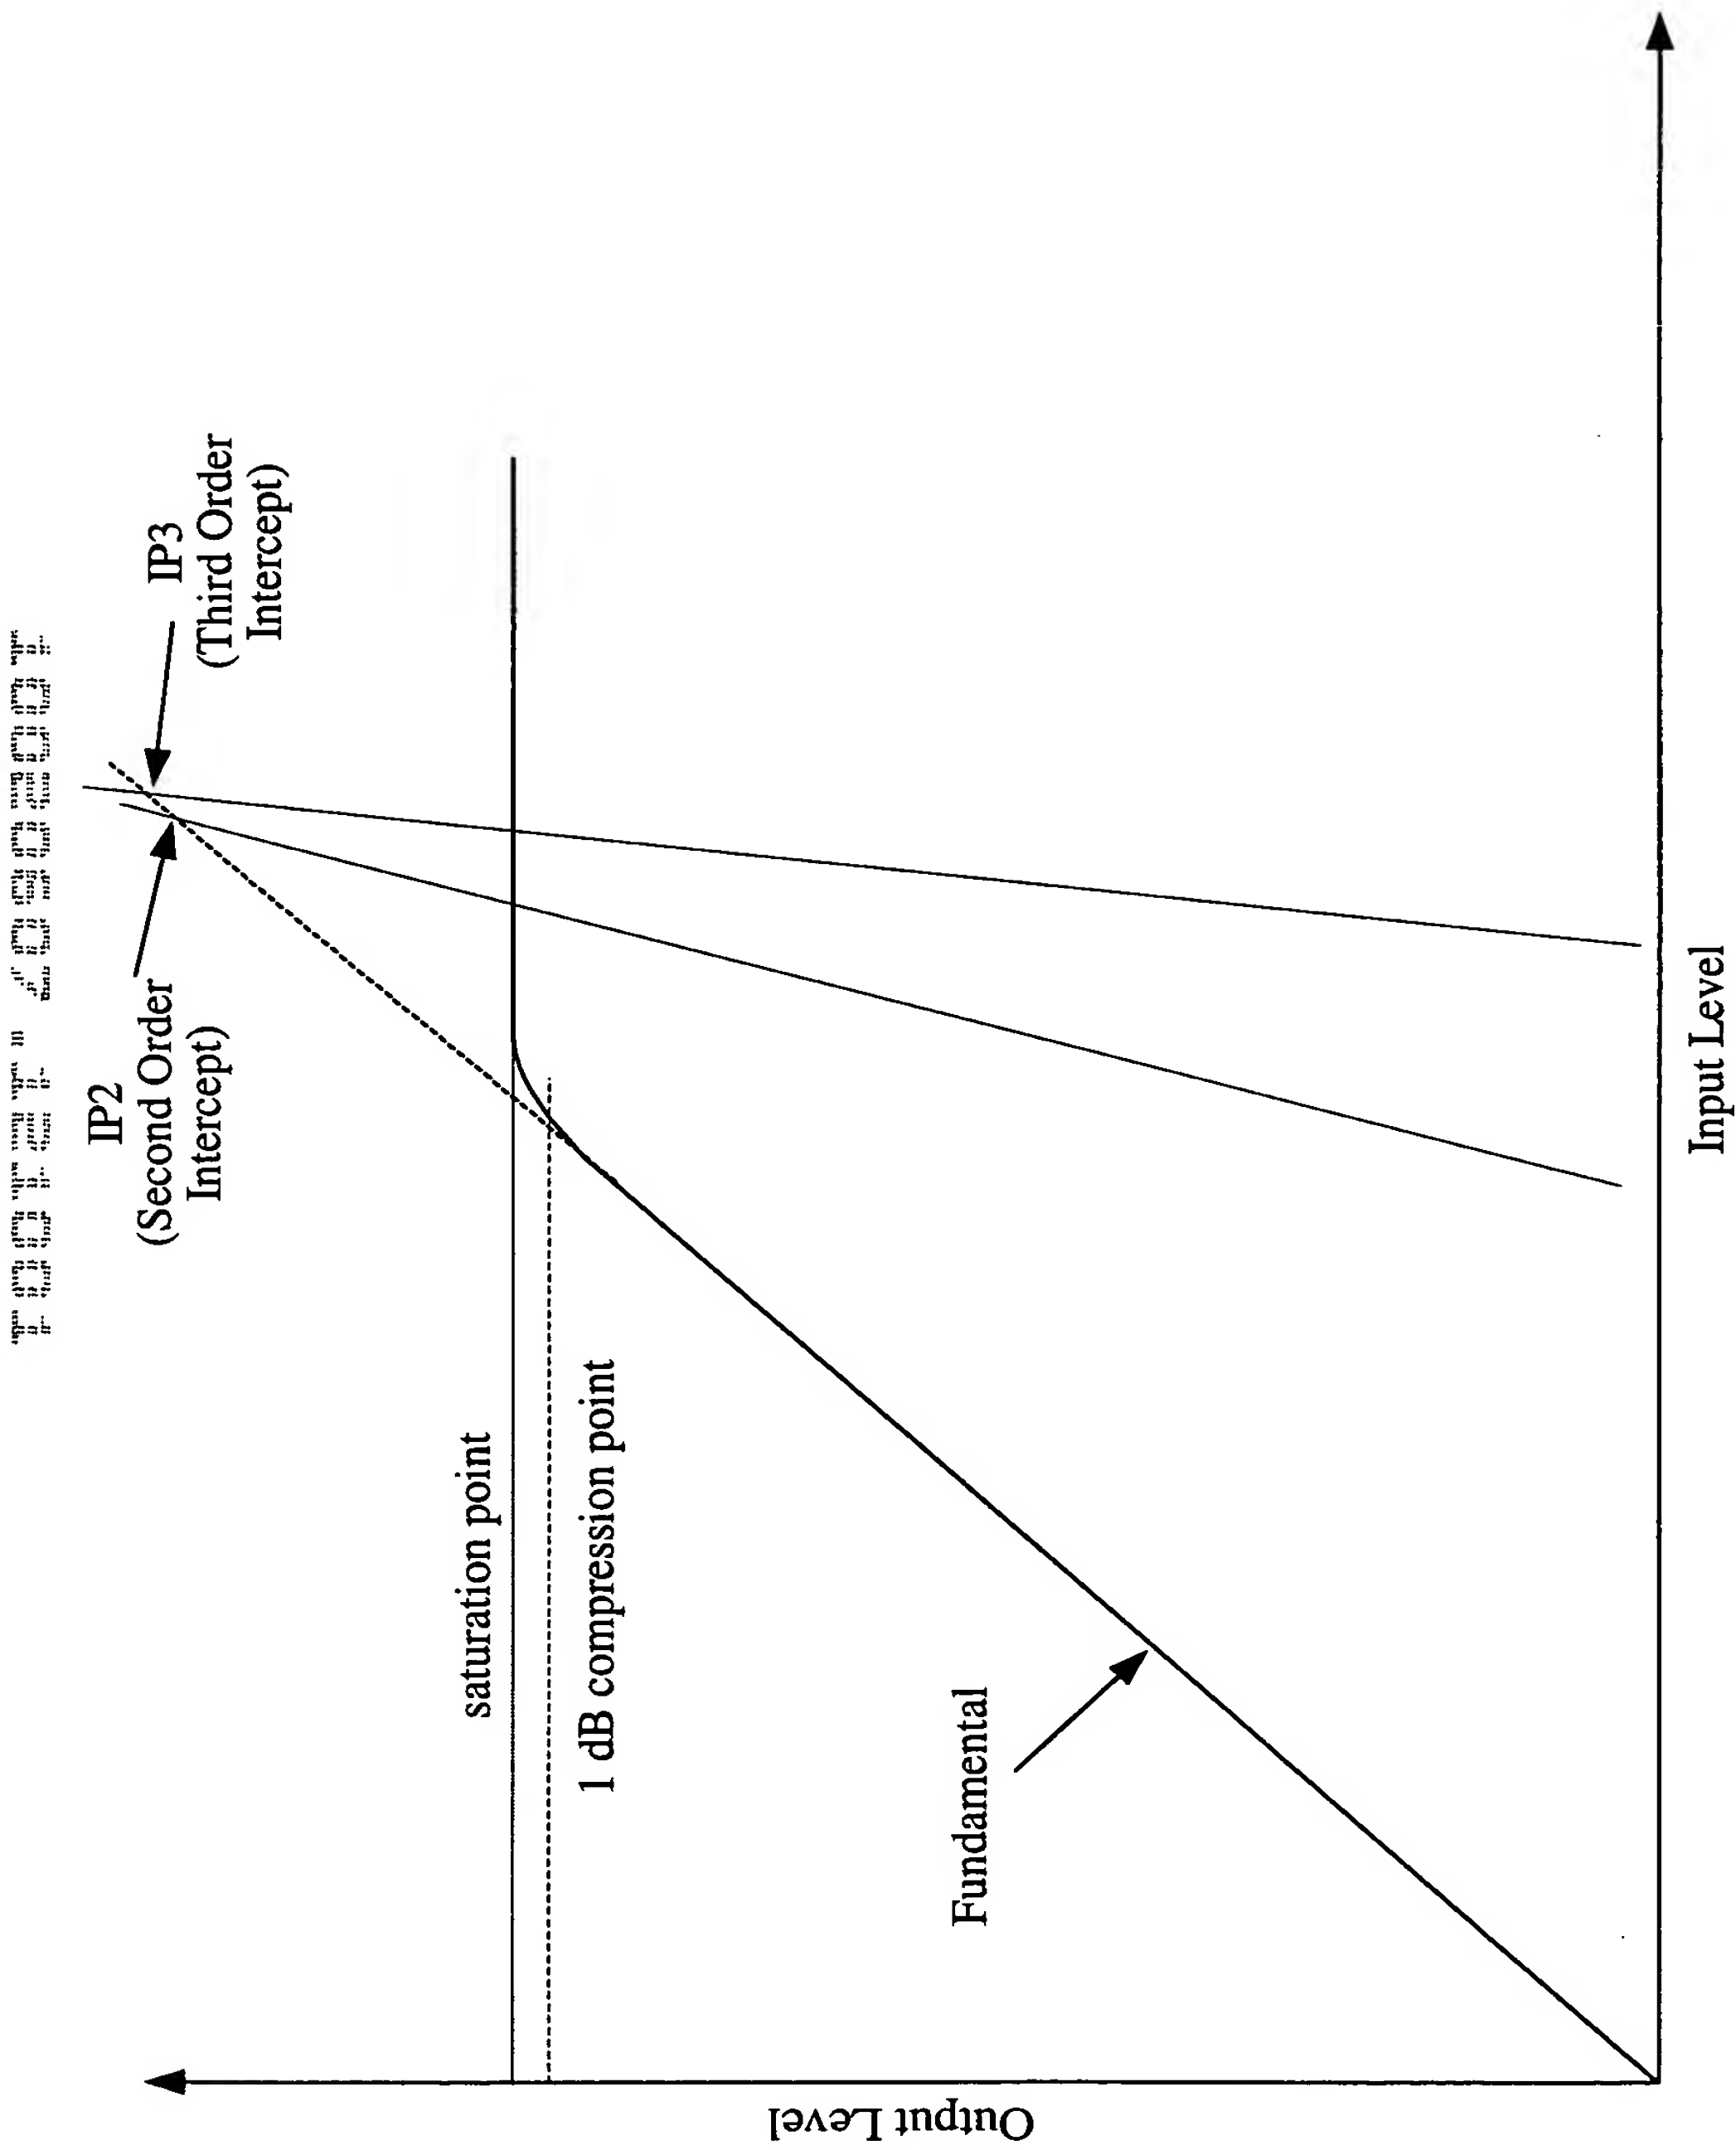 IP2
(Second Order
Intercept)
IP3
(Third Order
Intercept)
saturation point
1 dB compression point
Fundamental
Output Level
Input Level